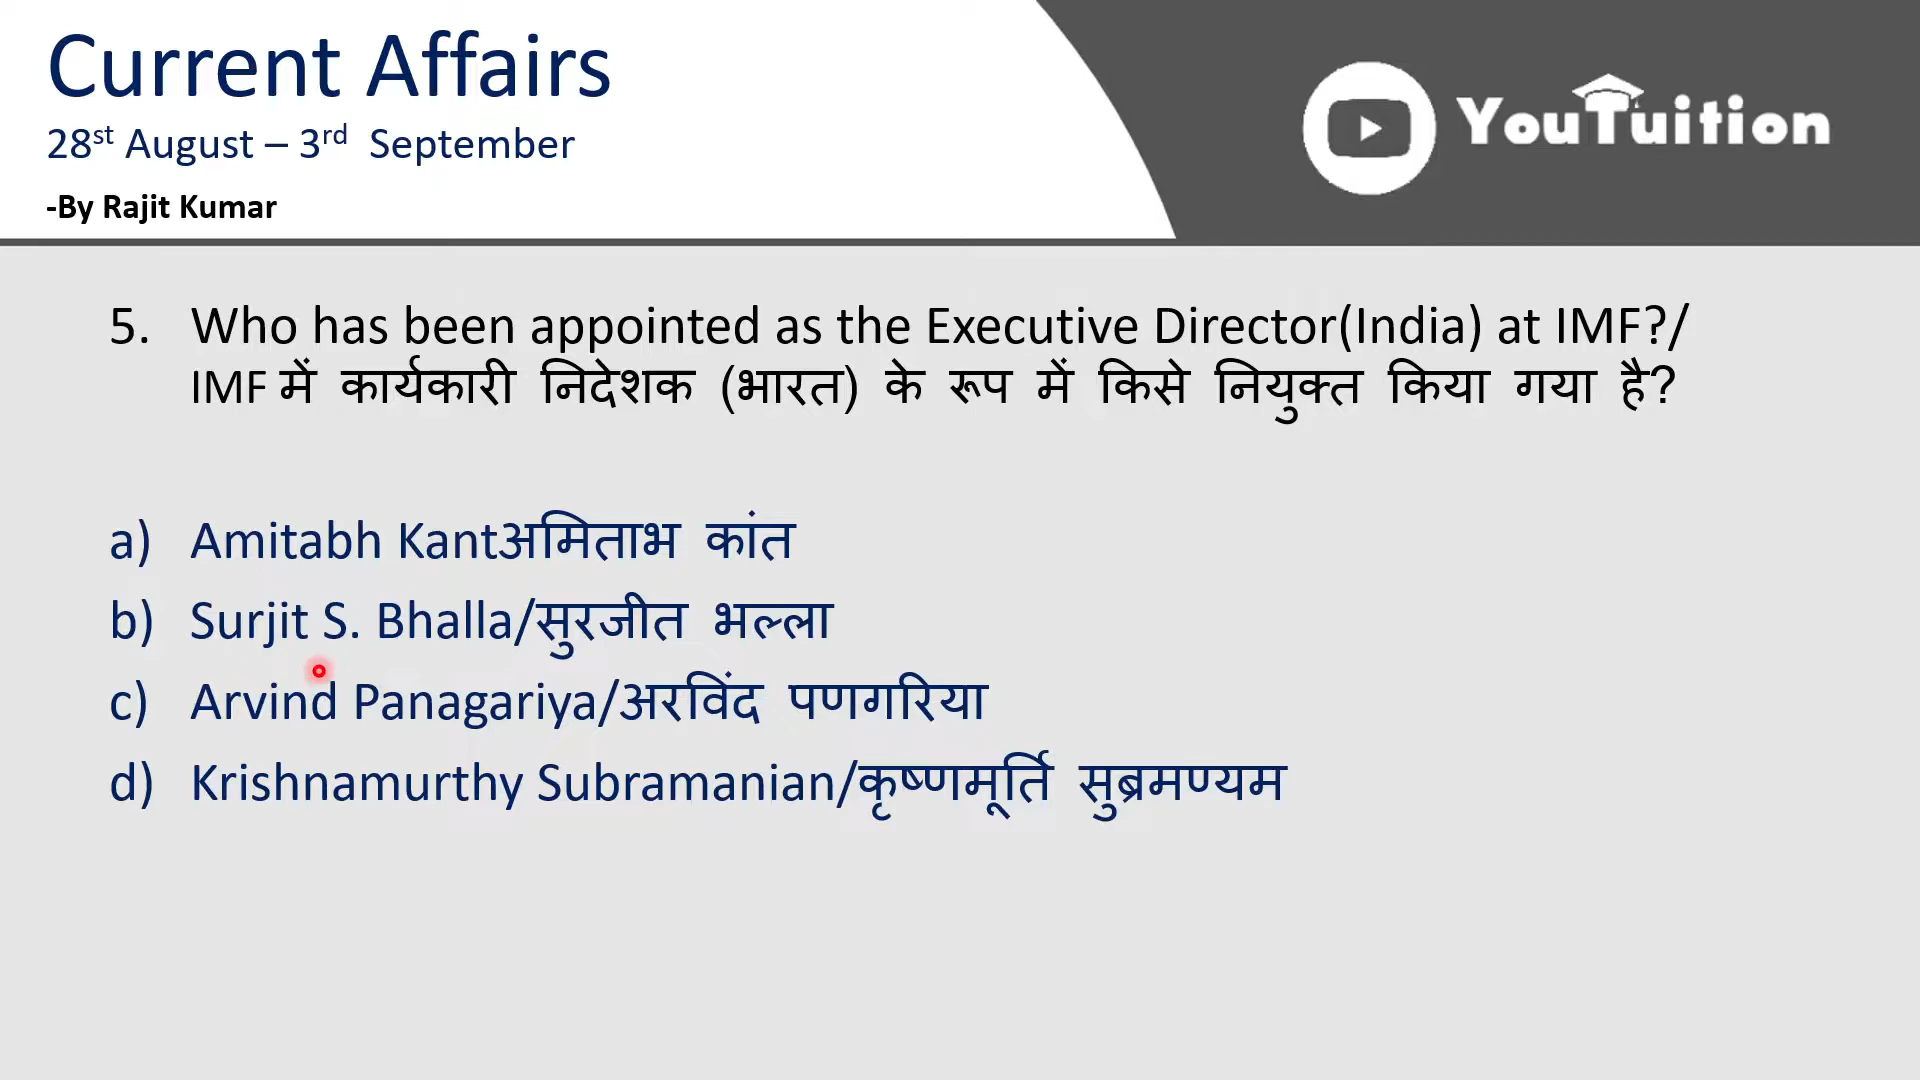 Current Affairs
28st August – 3rd September
-By Rajit Kumar
YouTuition
5. Who has been appointed as the Executive Director(India) at IMF?/
IMF में कार्यकारी निदेशक (भारत) के रूप में किसे नियुक्त किया गया है?
a) Amitabh Kantअमिताभ कांत
b) Surjit S. Bhalla/सुरजीत भल्ला
c) Arvind Panagariya/अरविंद पणगरिया
d) Krishnamurthy Subramanian/कृष्णमूर्ति सुब्रमण्यम